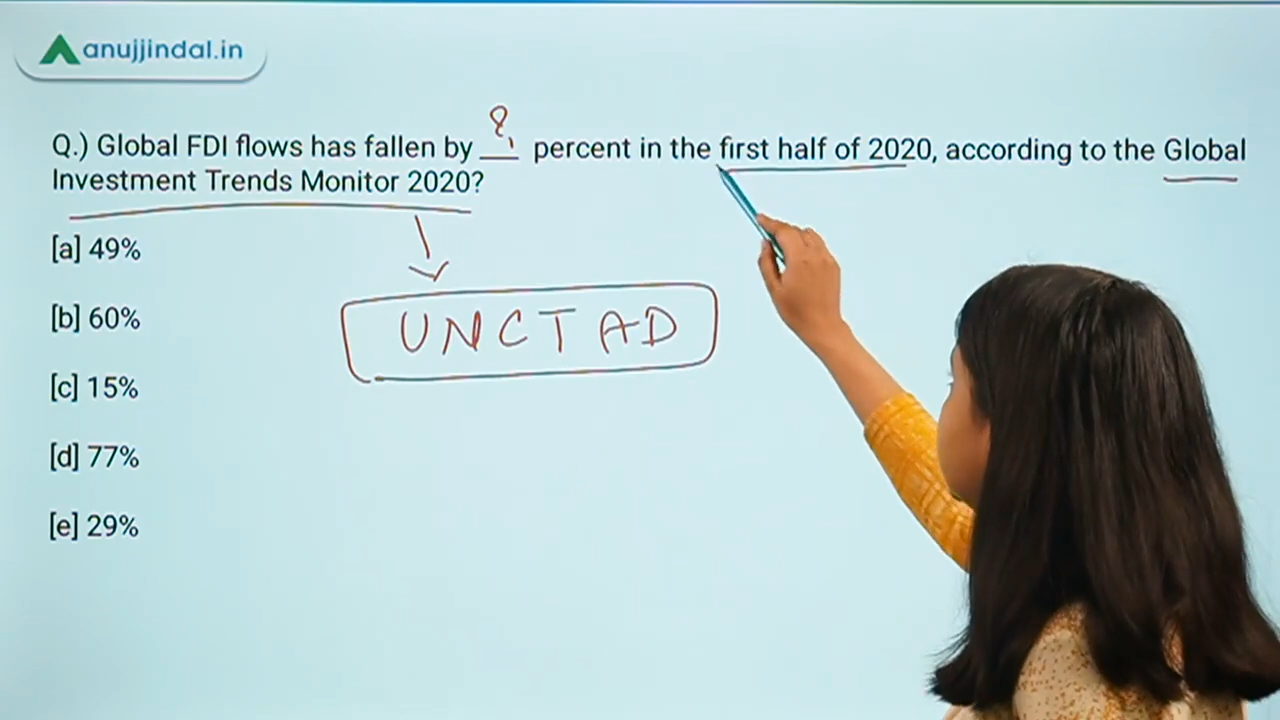 anujjindal.in
?
Q.) Global FDI flows has fallen by __ percent in the first half of 2020, according to the Global
Investment Trends Monitor 2020?
[a] 49%
UNCTAD
[b] 60%
[c] 15%
[d] 77%
[e] 29%